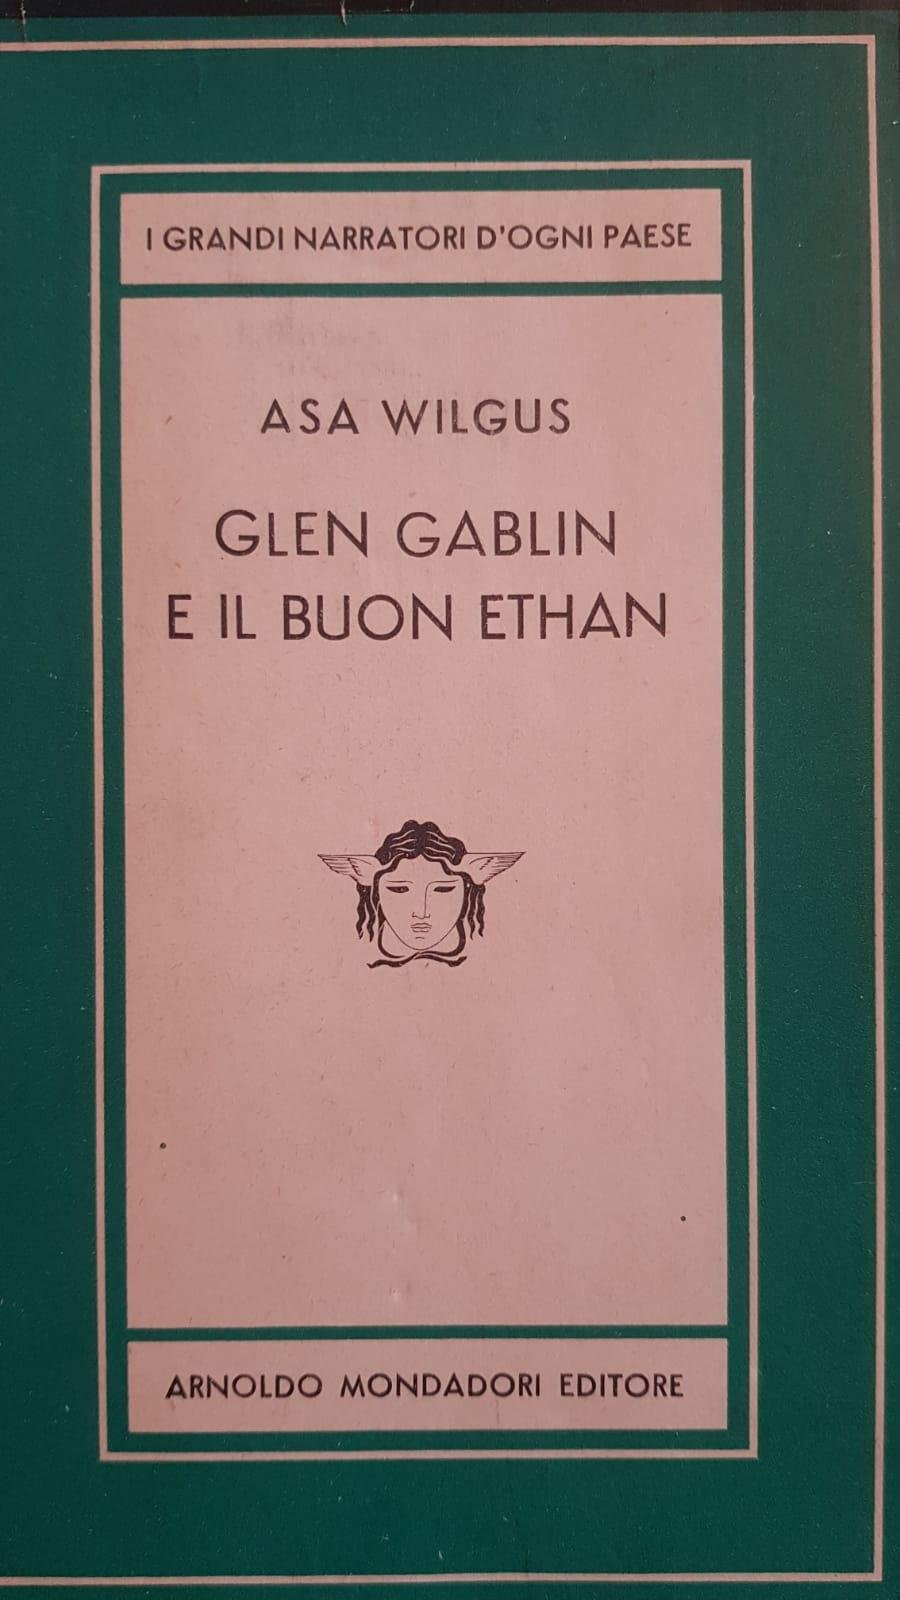 I GRANDI NARRATORI D'OGNI PAESE
ASA WILGUS
GLEN GABLIN
E IL BUON ETHAN
ARNOLDO MONDADORI EDITORE